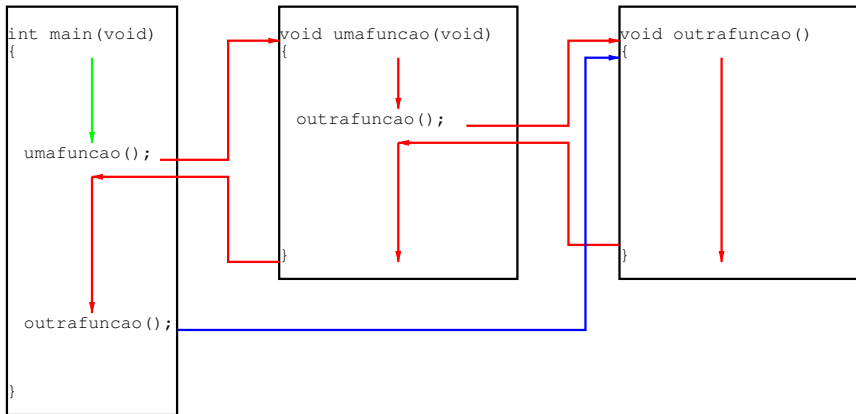 int main(void)
{
umafuncao();
outrafuncao();
}
void umafuncao(void)
{
outrafuncao();
}
void outrafuncao()
{
}